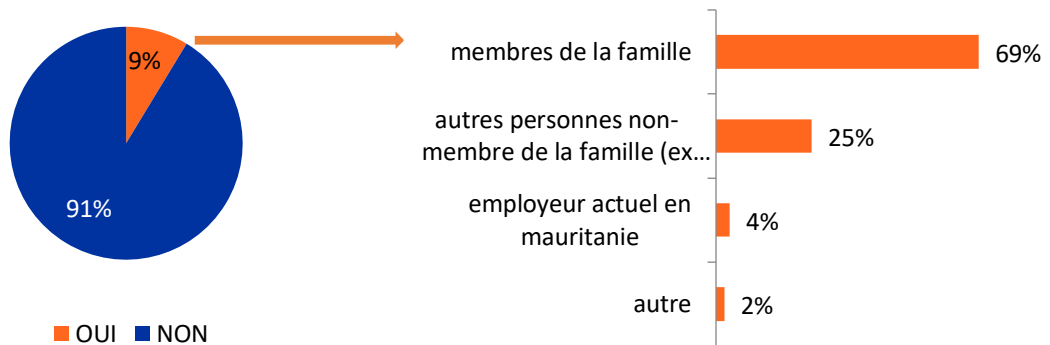 9%
91%
OUI NON
membres de la famille
69%
autres personnes non-
membre de la famille (ex...
25%
employeur actuel en
mauritanie
4%
autre
2%